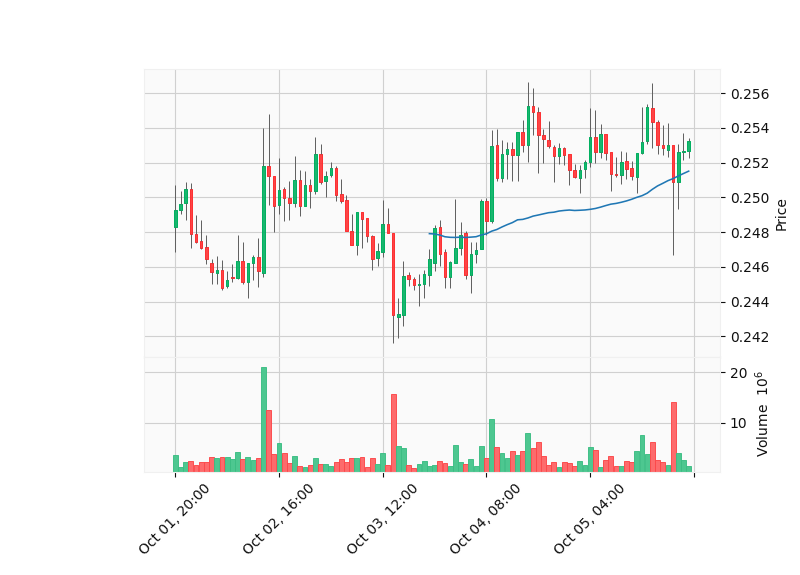 0.256
0.254
0.252
0.250
0.248
0.246
0.244
0.242
Price
20
10
Volume 10^6
Oct 01, 20:00
Oct 02, 16:00
Oct 03, 12:00
Oct 04, 08:00
Oct 05, 04:00